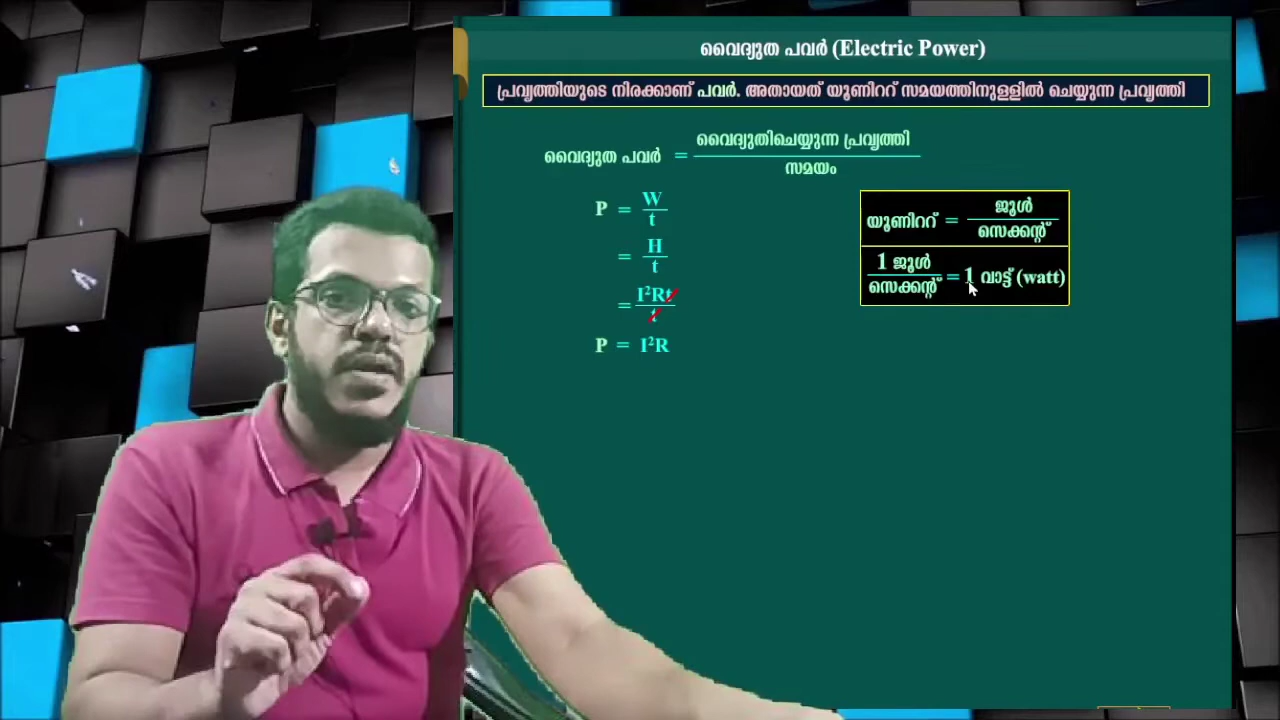 വൈദ്യുത പവർ (Electric Power)
പ്രവൃത്തിയുടെ നിരക്കാണ് പവർ. അതായത് യൂണിററ് സമയത്തിനുള്ളിൽ ചെയ്യുന്ന പ്രവൃത്തി
വൈദ്യുത പവർ = വൈദ്യുതിചെയ്യുന്ന പ്രവൃത്തി
സമയം
P = W
t
= H
t
= I²Rt
t
P = I²R
യൂണിററ് = ജൂൾ
സെക്കന്റ്
1 ജൂൾ
സെക്കന്റ് = 1 വാട്ട് (watt)